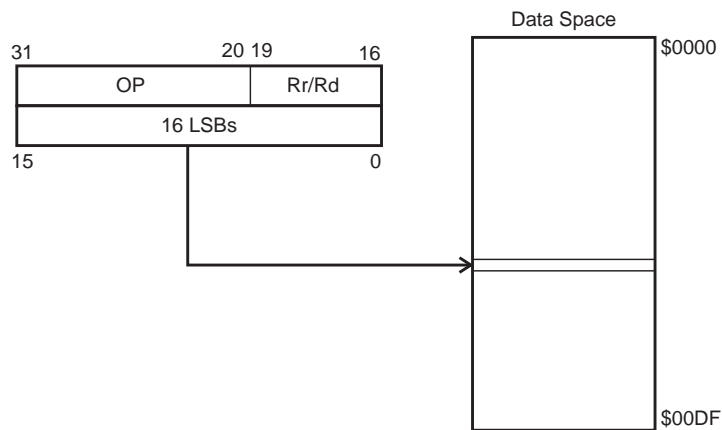 Data Space
31 20 19 16
$0000
OP Rr/Rd
16 LSBs
15 0
$00DF